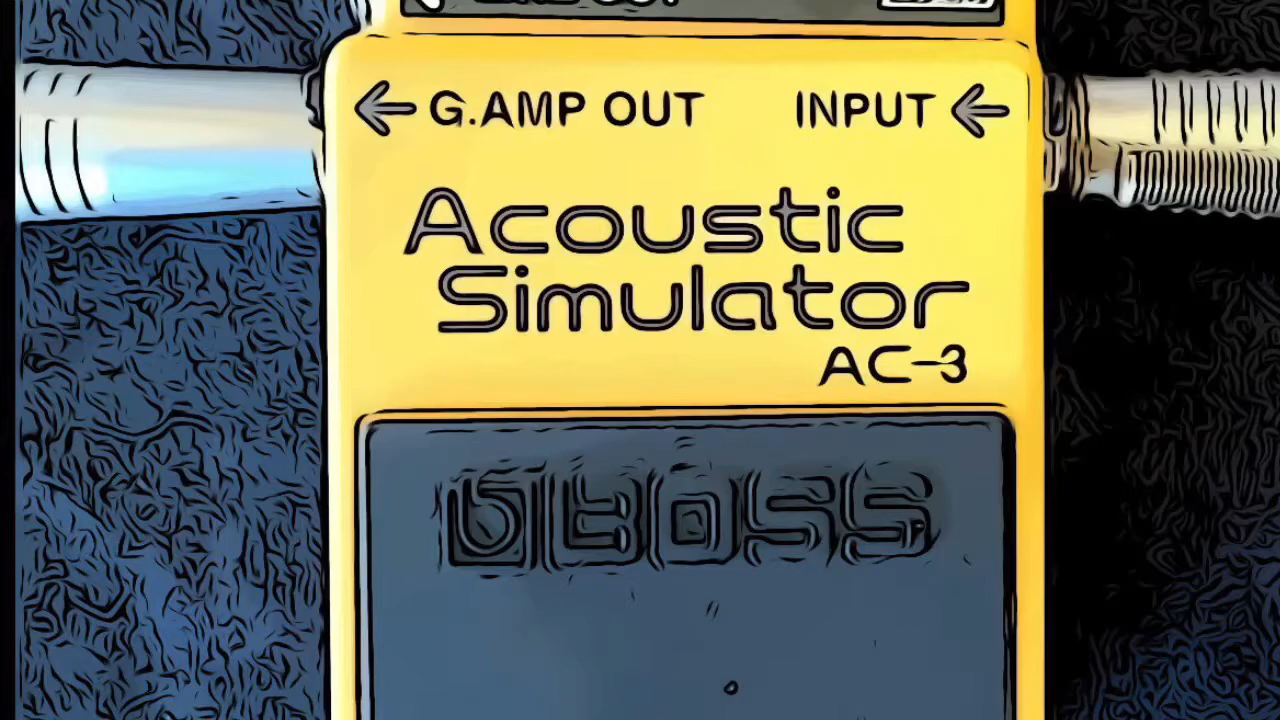 ← G.AMP OUT INPUT ←
Acoustic
Simulator
AC-3
BOSS